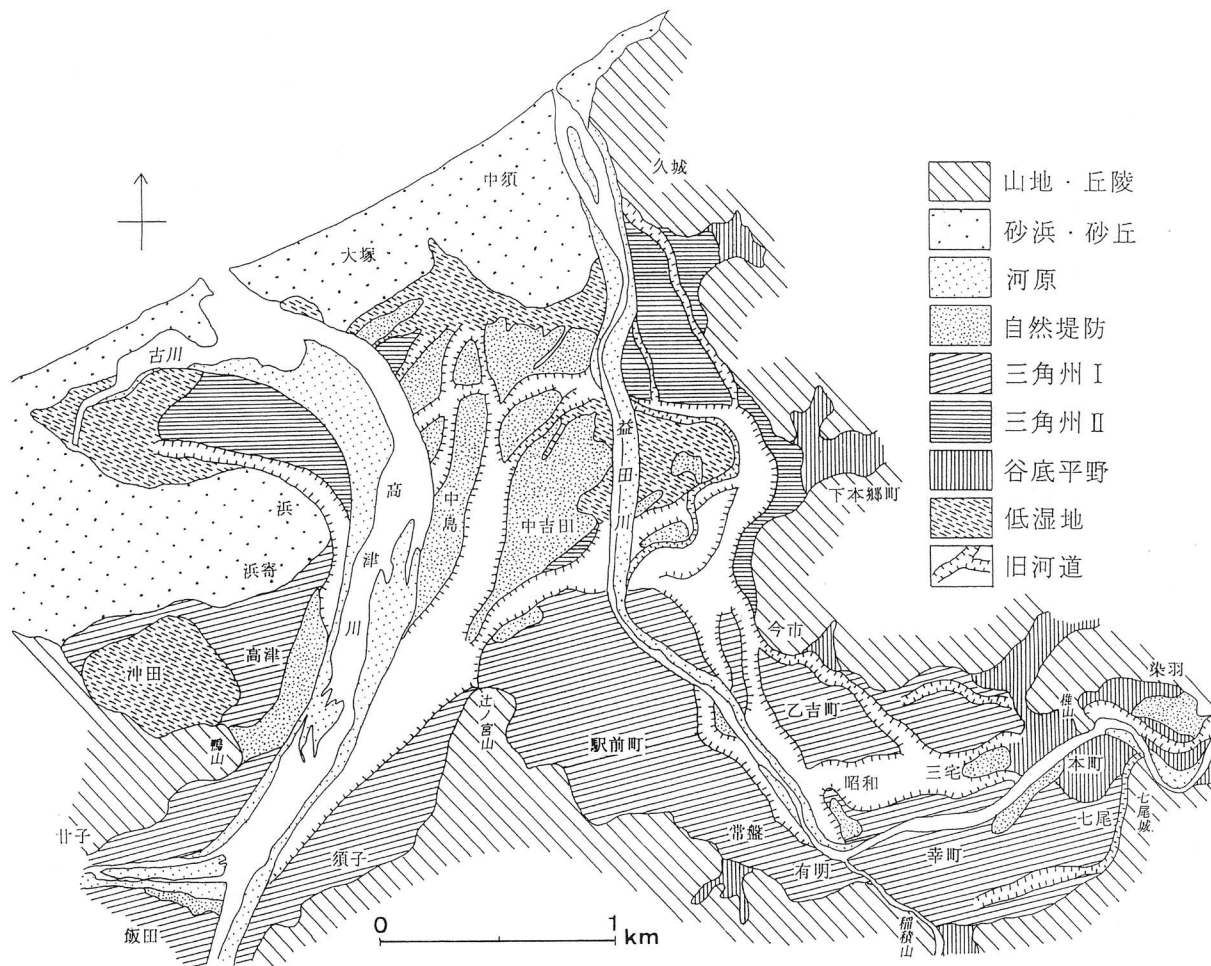 久城
中須
大塚
古川
益田川
高津川
中島
中吉田
浜
浜寄
下本郷町
高津
沖田
鴨山
辻ノ宮山
駅前町
今市
乙吉町
染羽
雄山
三宅
本町
昭和
七尾
七尾城
常盤
有明
幸町
稲積山
廿子
須子
飯田
0 1
km
山地・丘陵
砂浜・砂丘
河原
自然堤防
三角州 I
三角州 II
谷底平野
低湿地
旧河道